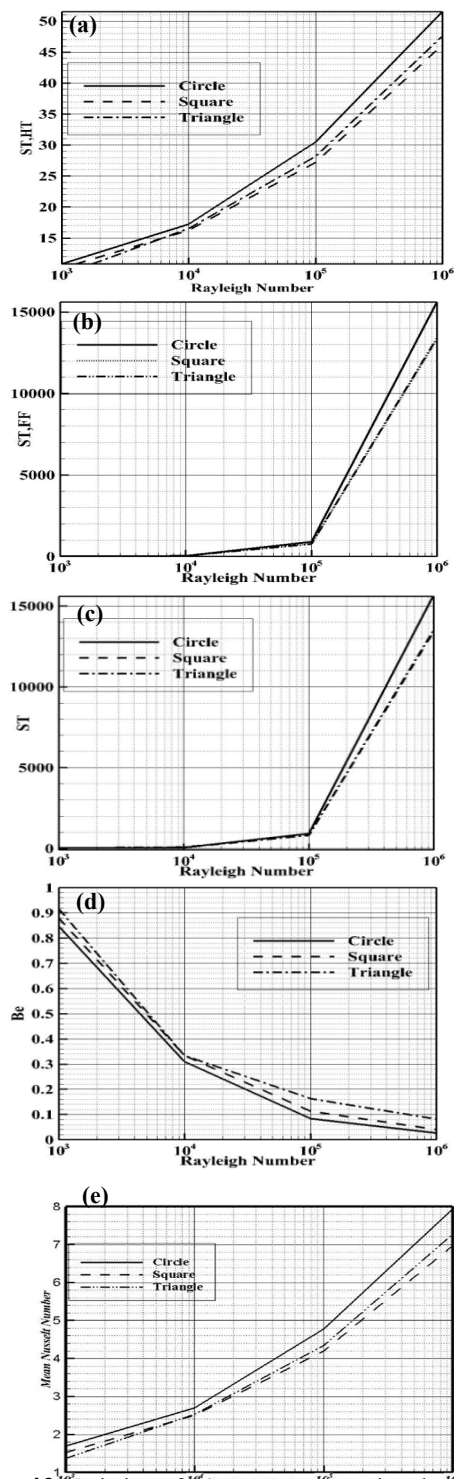 (a)
50
45
40
35
30
25
20
15
ST,HT
Circle
Square
Triangle
10³ 10⁴ 10⁵ 10⁶
Rayleigh Number
(b)
15000
10000
5000
0
ST,FF
Circle
Square
Triangle
10³ 10⁴ 10⁵ 10⁶
Rayleigh Number
(c)
15000
10000
5000
0
ST
Circle
Square
Triangle
10³ 10⁴ 10⁵ 10⁶
Rayleigh Number
(d)
1
0.9
0.8
0.7
0.6
0.5
0.4
0.3
0.2
0.1
0
Be
Circle
Square
Triangle
10³ 10⁴ 10⁵ 10⁶
Rayleigh Number
(e)
8
7
6
5
4
3
2
1
Mean Nusselt Number
Circle
Square
Triangle